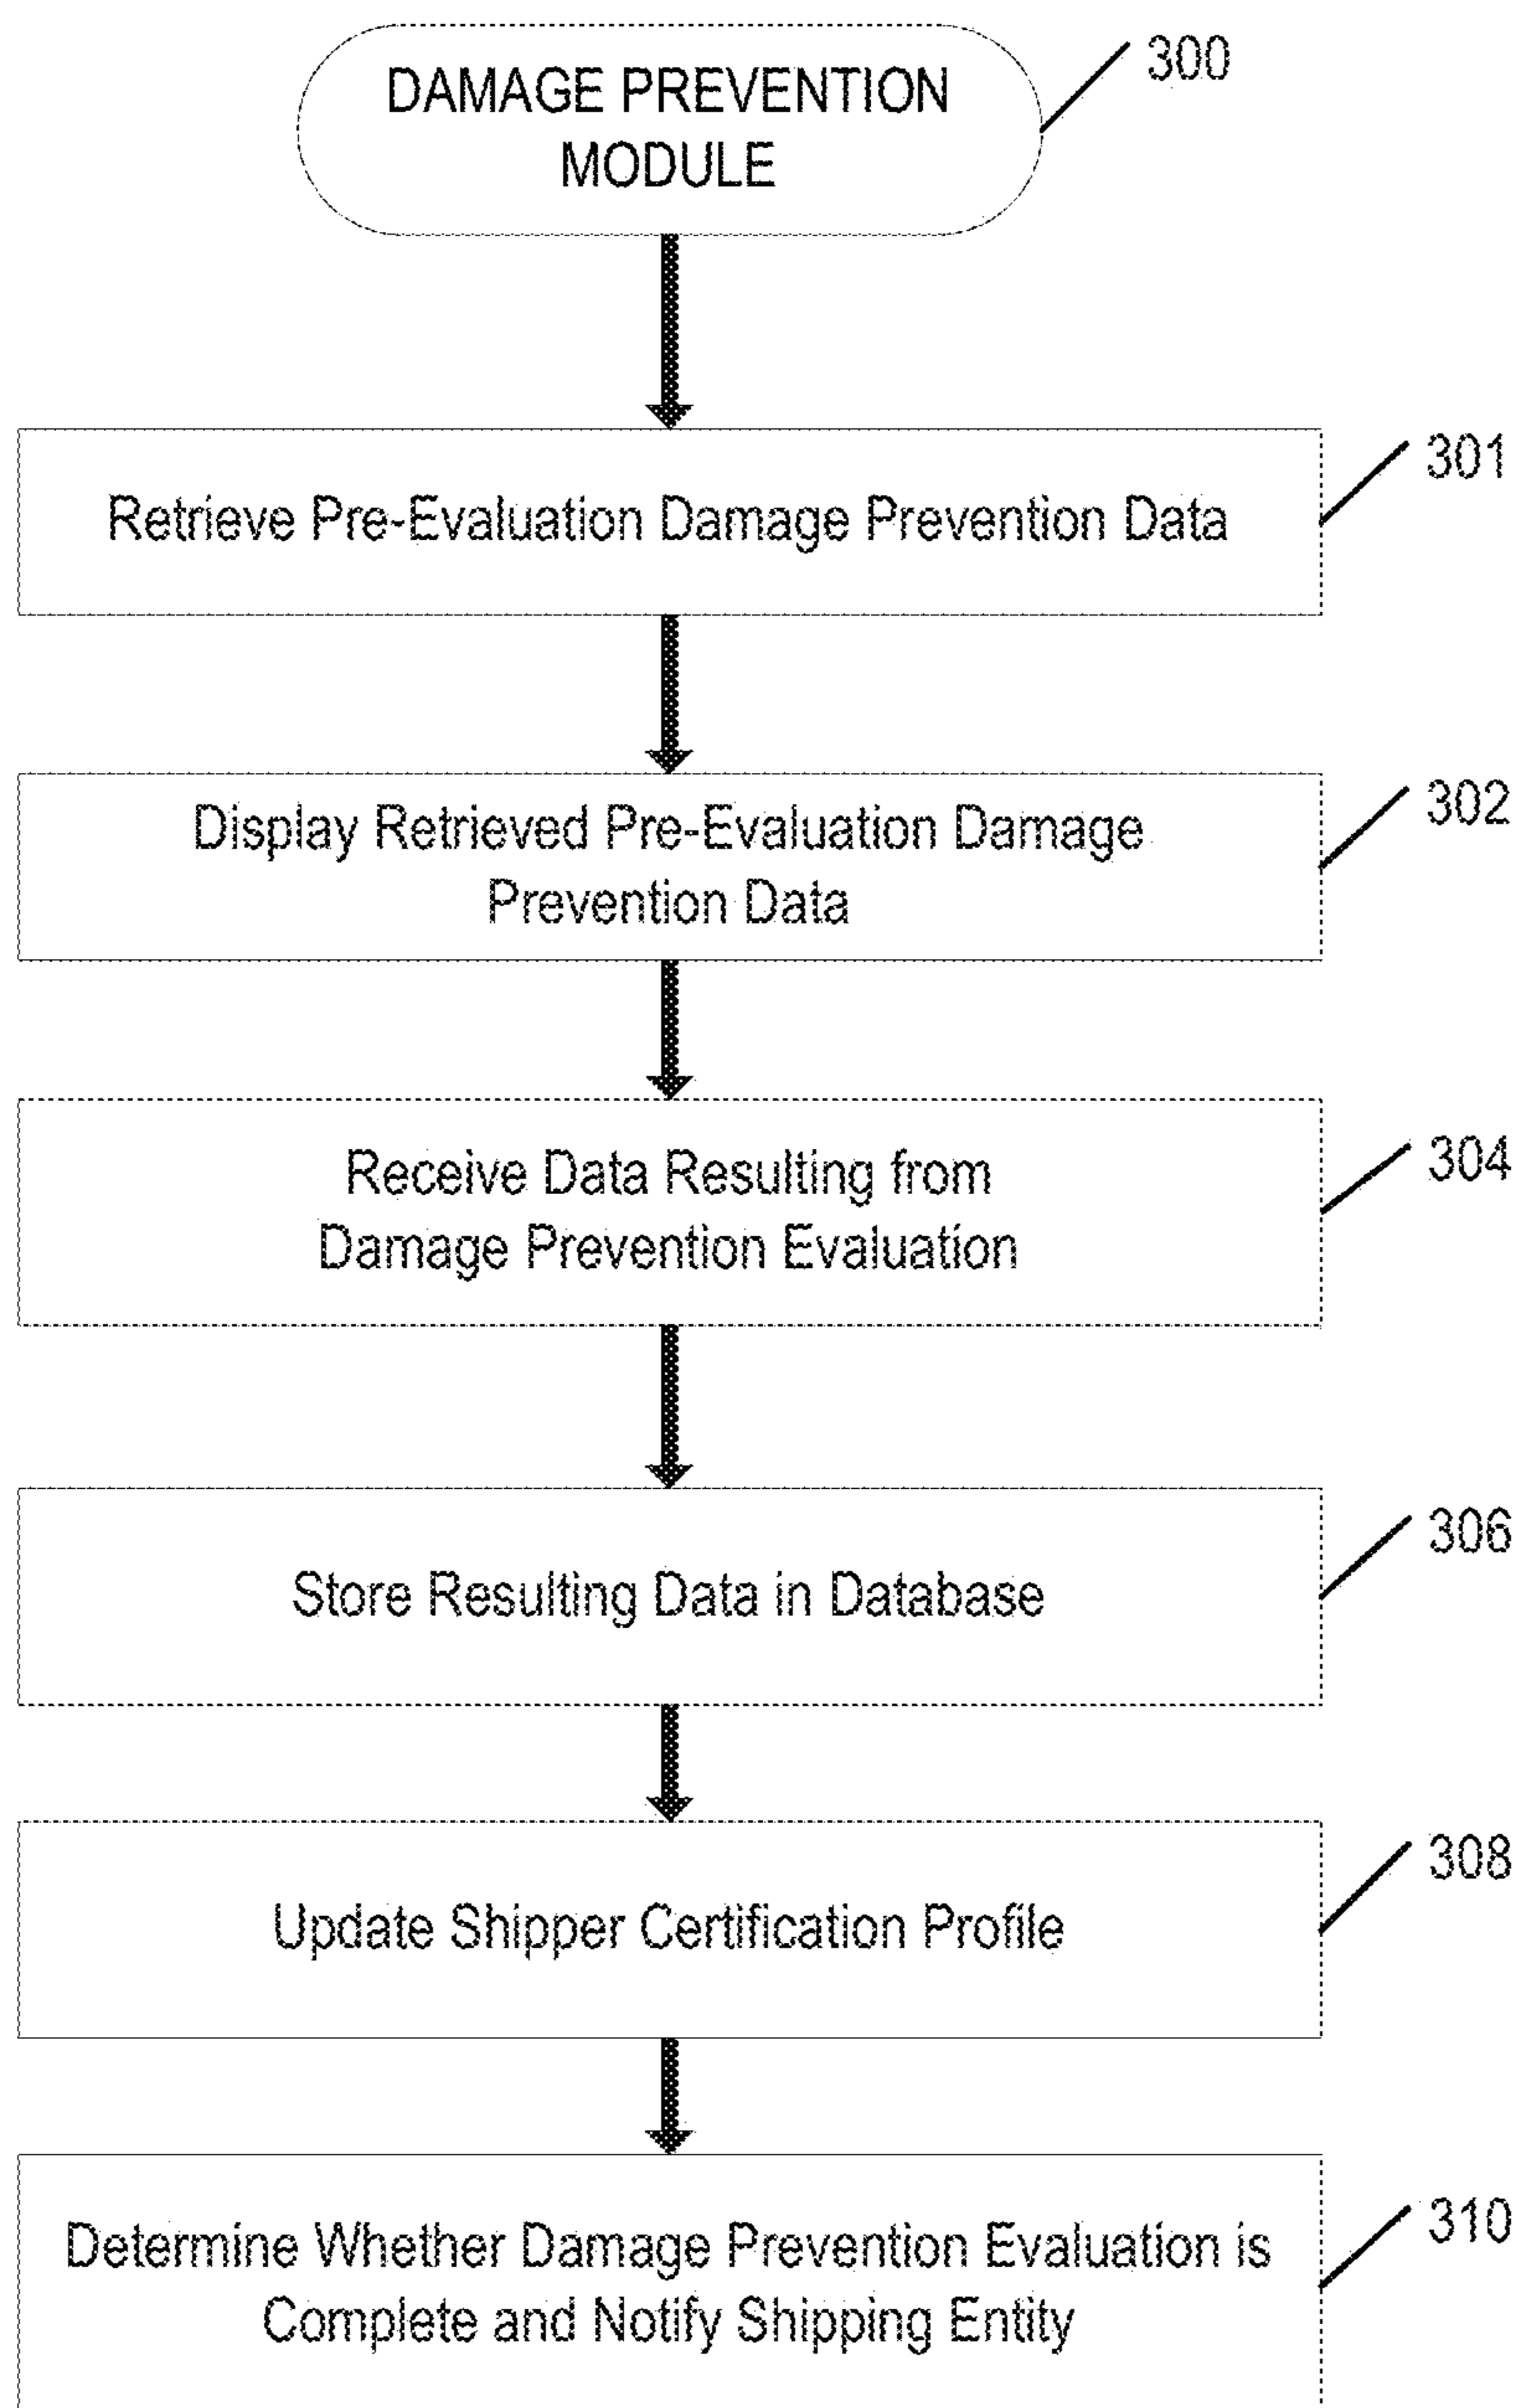 DAMAGE PREVENTION
MODULE
300
Retrieve Pre-Evaluation Damage Prevention Data
301
Display Retrieved Pre-Evaluation Damage
Prevention Data
302
Receive Data Resulting from
Damage Prevention Evaluation
304
Store Resulting Data in Database
306
Update Shipper Certification Profile
308
Determine Whether Damage Prevention Evaluation is
Complete and Notify Shipping Entity
310